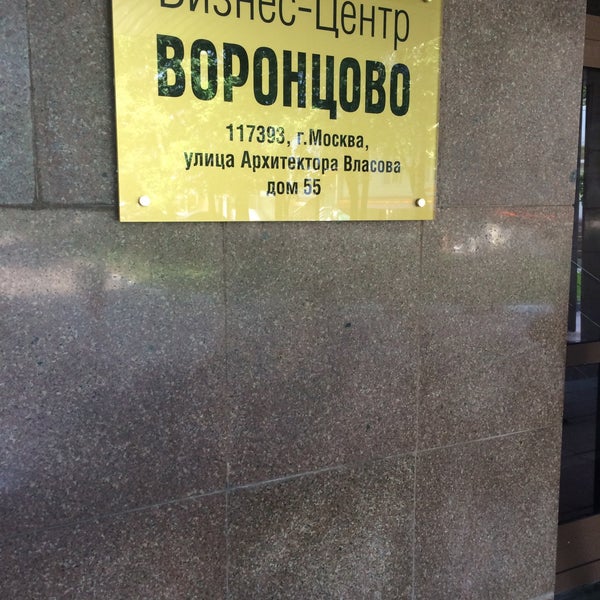 Бизнес-Центр
ВОРОНЦОВО
117393, г.Москва,
улица Архитектора Власова
дом 55